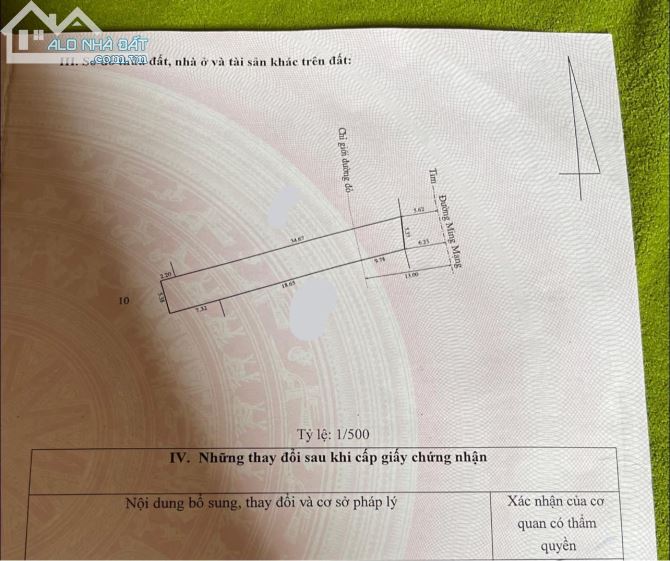 ALO NHÀ ĐẤT
.com.vn
III. Sơ đồ thửa đất, nhà ở và tài sản khác trên đất:
Chỉ giới đường đỏ
Tim
Đường Ming Mạng
5.62
34.67
5.35
6.25
9.78
13.00
2.20
18.65
5.38
7.32
10
Tỷ lệ: 1/500
IV. Những thay đổi sau khi cấp giấy chứng nhận
Nội dung bổ sung, thay đổi và cơ sở pháp lý
Xác nhận của cơ
quan có thẩm
quyền